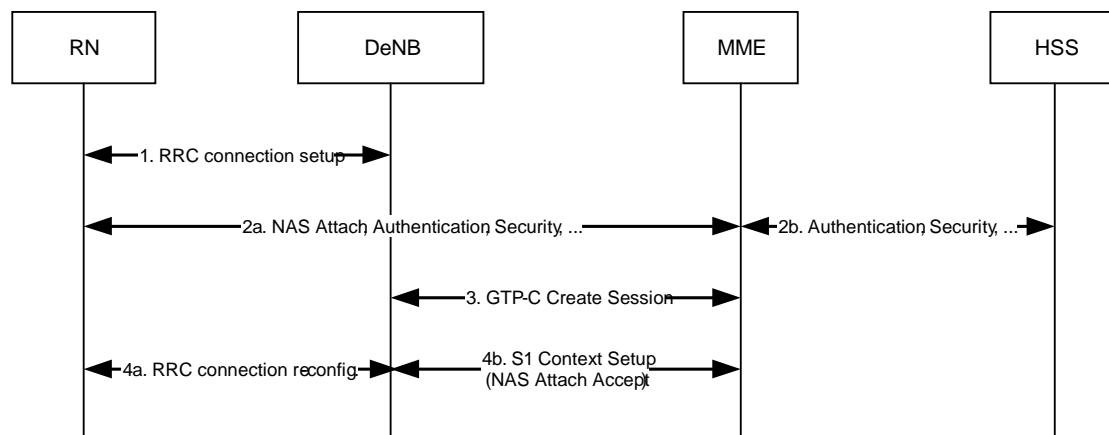 RN
DeNB
MME
HSS
1. RRC connection setup
2a. NAS Attach, Authentication, Security, ...
2b. Authentication, Security, ...
3. GTP-C Create Session
4a. RRC connection reconfig.
4b. S1 Context Setup
(NAS Attach Accept)